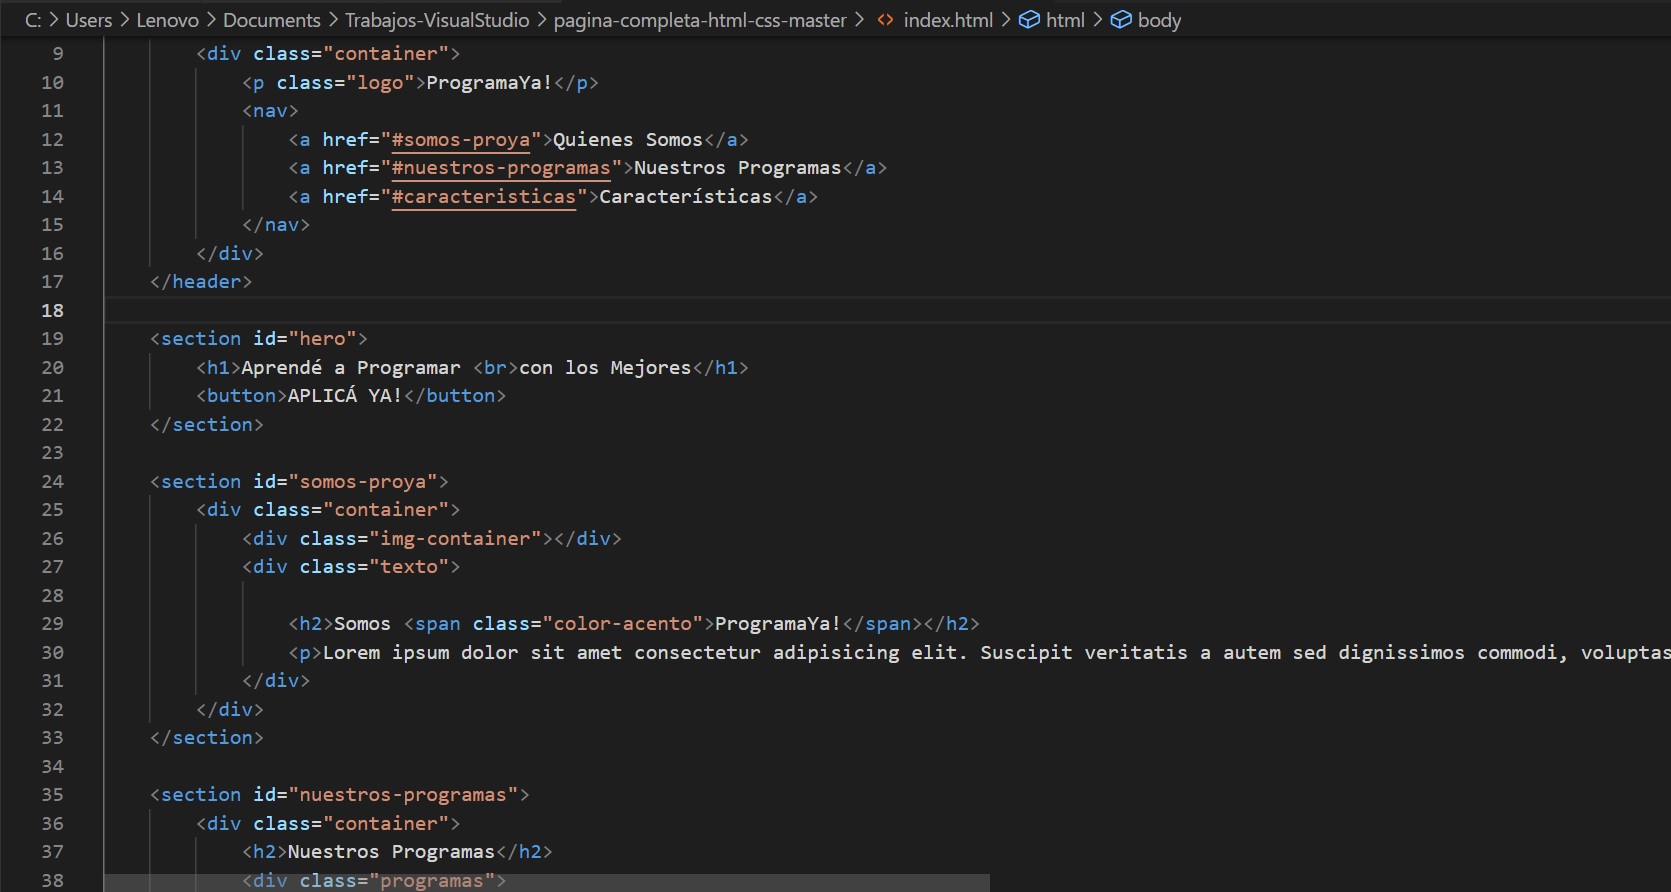 C: > Users > Lenovo > Documents > Trabajos-VisualStudio > pagina-completa-html-css-master > <> index.html > html > body
9 <div class="container">
10 <p class="logo">ProgramaYa!</p>
11 <nav>
12 <a href="#somos-proya">Quienes Somos</a>
13 <a href="#nuestros-programas">Nuestros Programas</a>
14 <a href="#caracteristicas">Características</a>
15 </nav>
16 </div>
17 </header>
18
19 <section id="hero">
20 <h1>Aprendé a Programar <br>con los Mejores</h1>
21 <button>APLICÁ YA!</button>
22 </section>
23
24 <section id="somos-proya">
25 <div class="container">
26 <div class="img-container"></div>
27 <div class="texto">
28
29 <h2>Somos <span class="color-acento">ProgramaYa!</span></h2>
30 <p>Lorem ipsum dolor sit amet consectetur adipisicing elit. Suscipit veritatis a autem sed dignissimos commodi, voluptas
31 </div>
32 </div>
33 </section>
34
35 <section id="nuestros-programas">
36 <div class="container">
37 <h2>Nuestros Programas</h2>
38 <div class="programas">